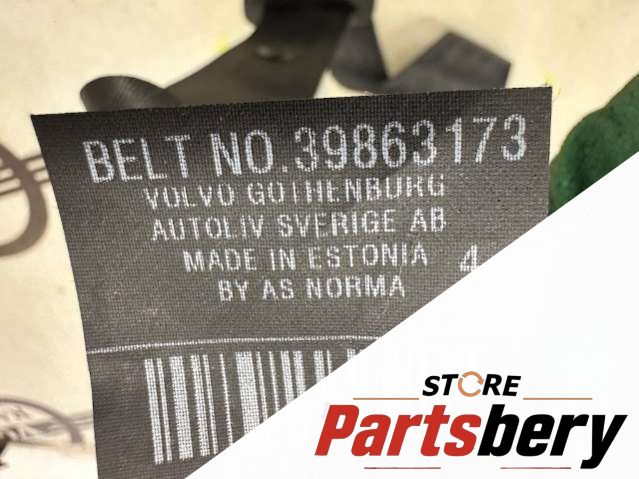 BELT NO.39863173
VOLVO GOTHENBURG
AUTOLIV SVERIGE AB
MADE IN ESTONIA 4
BY AS NORMA
STORE
Partsbery